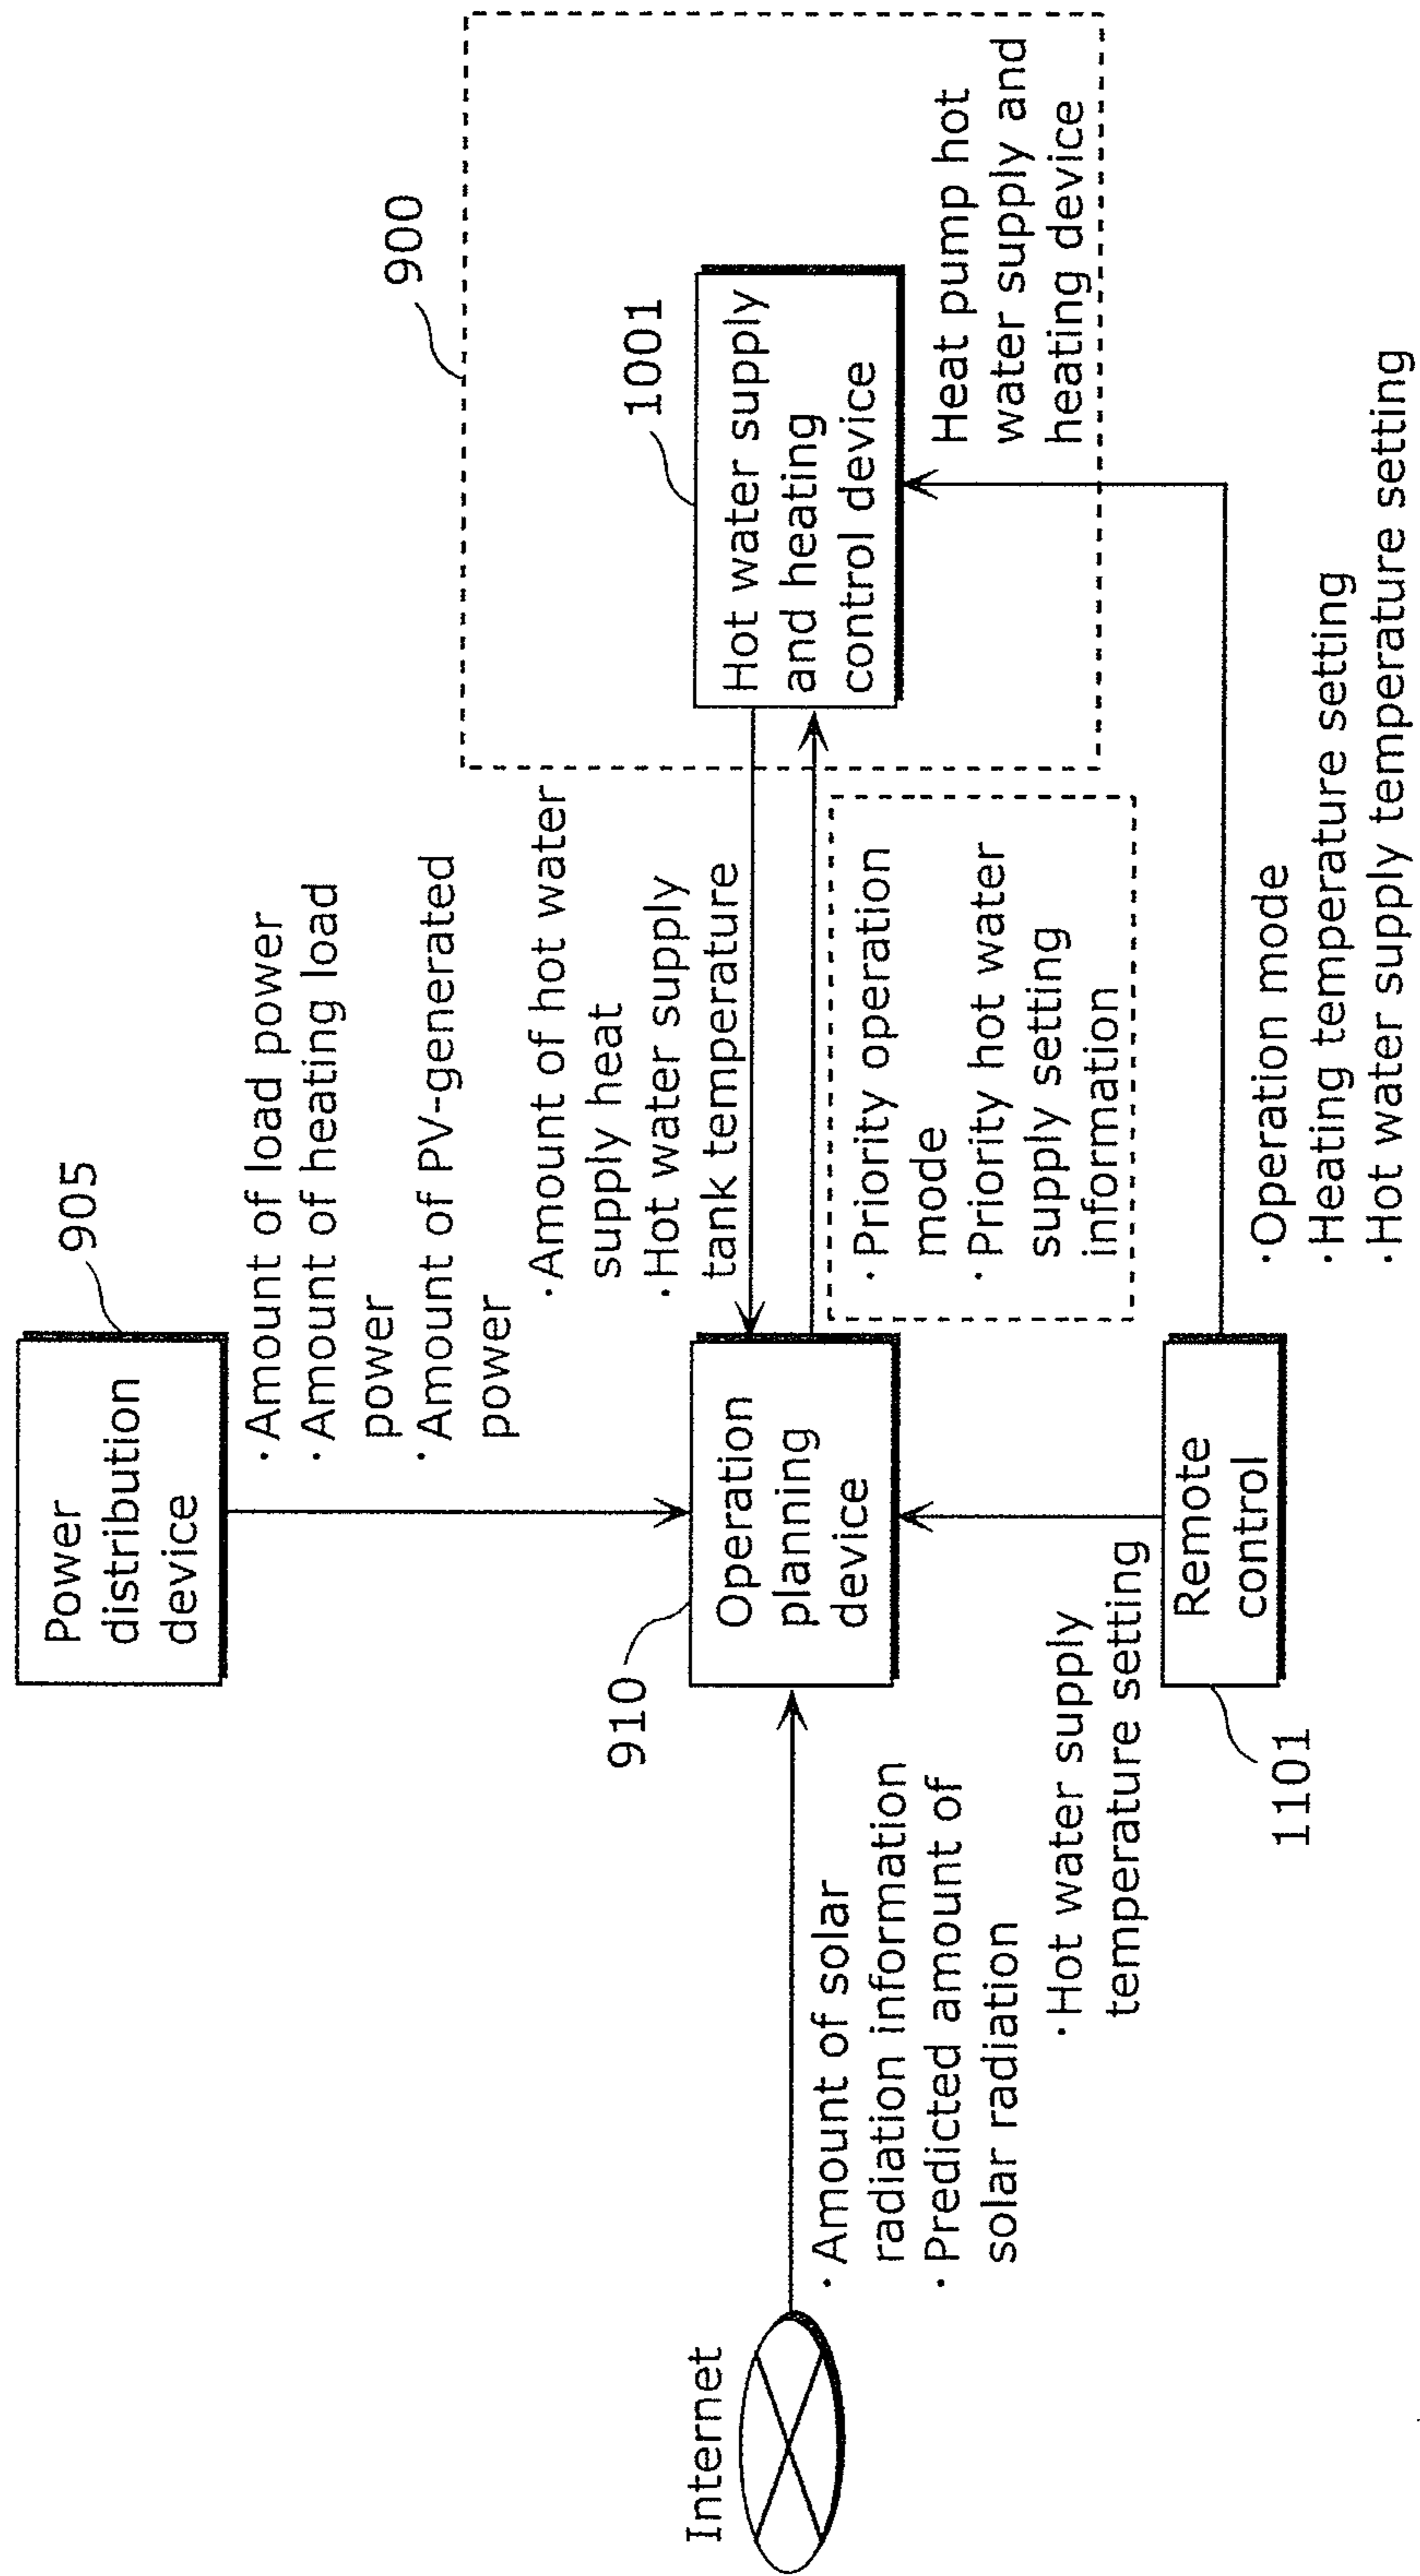 Power
distribution
device
905
· Amount of load power
· Amount of heating load
power
· Amount of PV-generated
power
900
· Amount of hot water
supply heat
· Hot water supply
tank temperature
1001
Hot water supply
and heating
control device
Heat pump hot
water supply and
heating device
Internet
· Amount of solar
radiation information
· Predicted amount of
solar radiation
910
Operation
planning
device
· Priority operation
mode
· Priority hot water
supply setting
information
· Hot water supply
temperature setting
1101
Remote
control
· Operation mode
· Heating temperature setting
· Hot water supply temperature setting